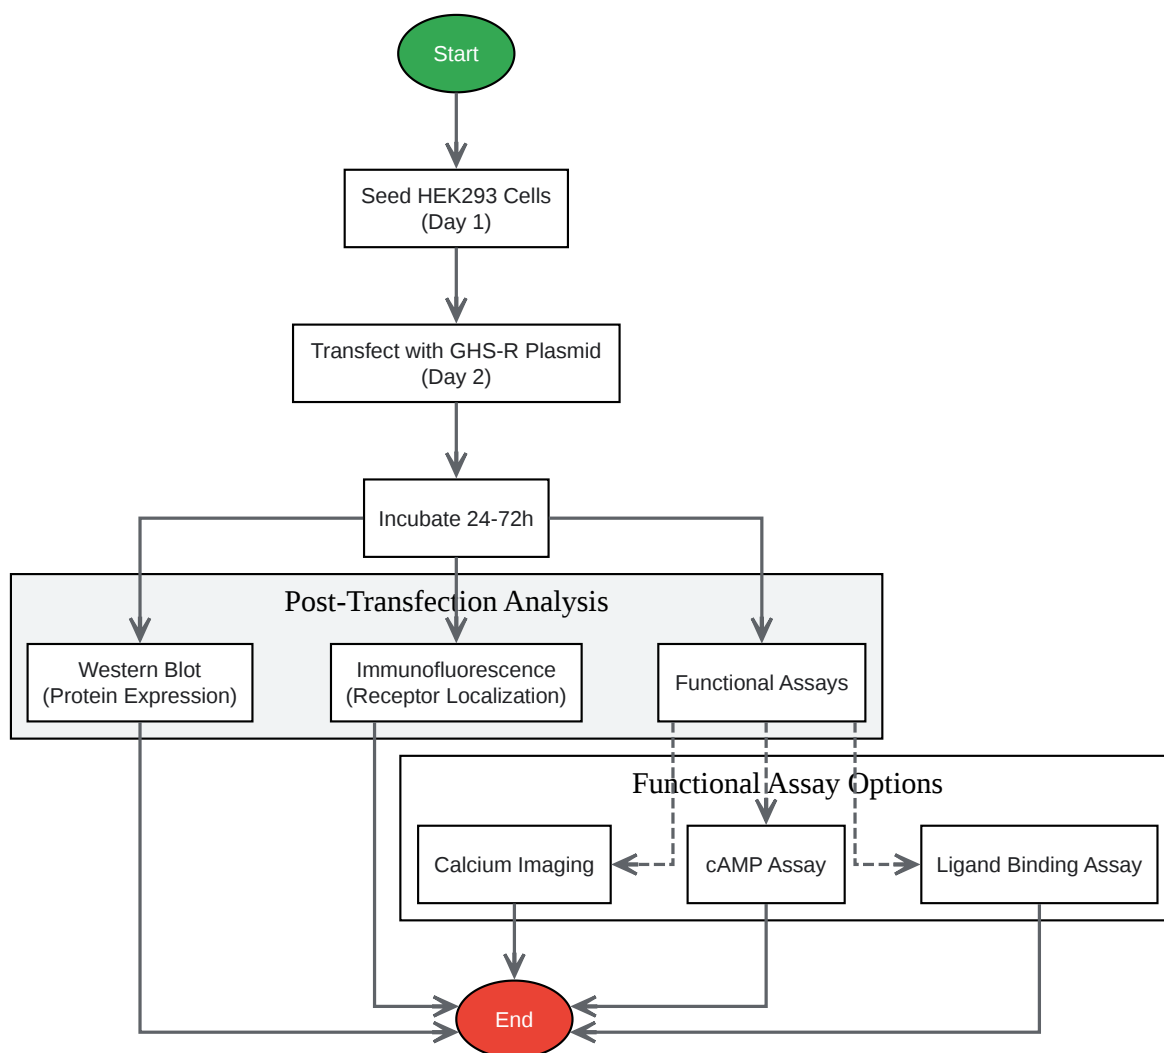 Start
Seed HEK293 Cells
(Day 1)
Transfect with GHS-R Plasmid
(Day 2)
Incubate 24-72h
Post-Transfection Analysis
Western Blot
(Protein Expression)
Immunofluorescence
(Receptor Localization)
Functional Assays
Functional Assay Options
Calcium Imaging
cAMP Assay
Ligand Binding Assay
End